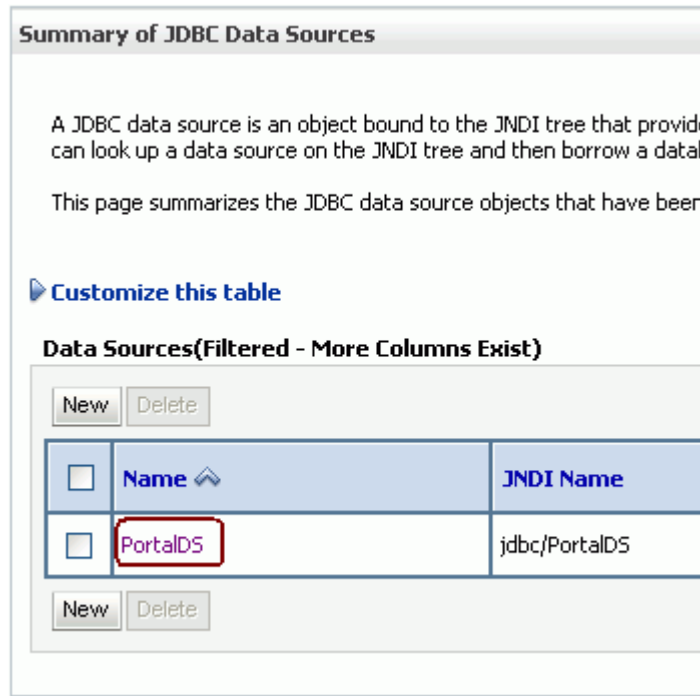 Summary of JDBC Data Sources
A JDBC data source is an object bound to the JNDI tree that
can look up a data source on the JNDI tree and then borrow a
This page summarizes the JDBC data source objects that have been
Customize this table
Data Sources(Filtered - More Columns Exist)
New Delete
Name JNDI Name
PortalDS jdbc/PortalDS
New Delete